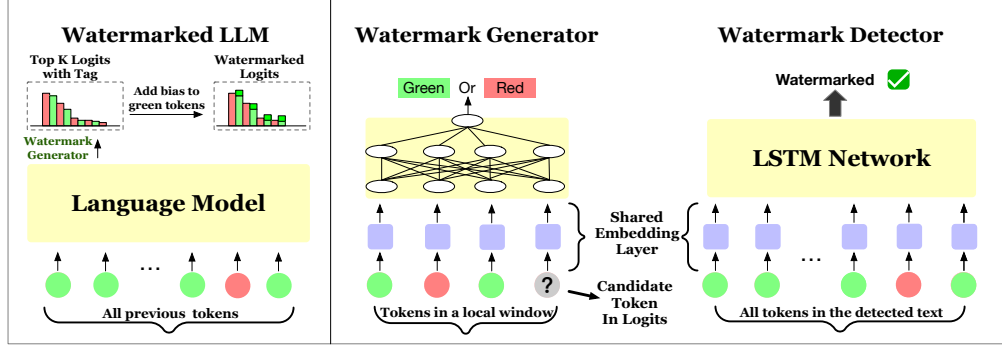 Watermarked LLM
Top K Logits
with Tag
Watermarked
Logits
Add bias to
green tokens
Watermark
Generator
Language Model
...
All previous tokens
Watermark Generator
Green Or Red
Tokens in a local window
?
Candidate
Token
In Logits
Shared
Embedding
Layer
Watermark Detector
Watermarked
LSTM Network
...
All tokens in the detected text